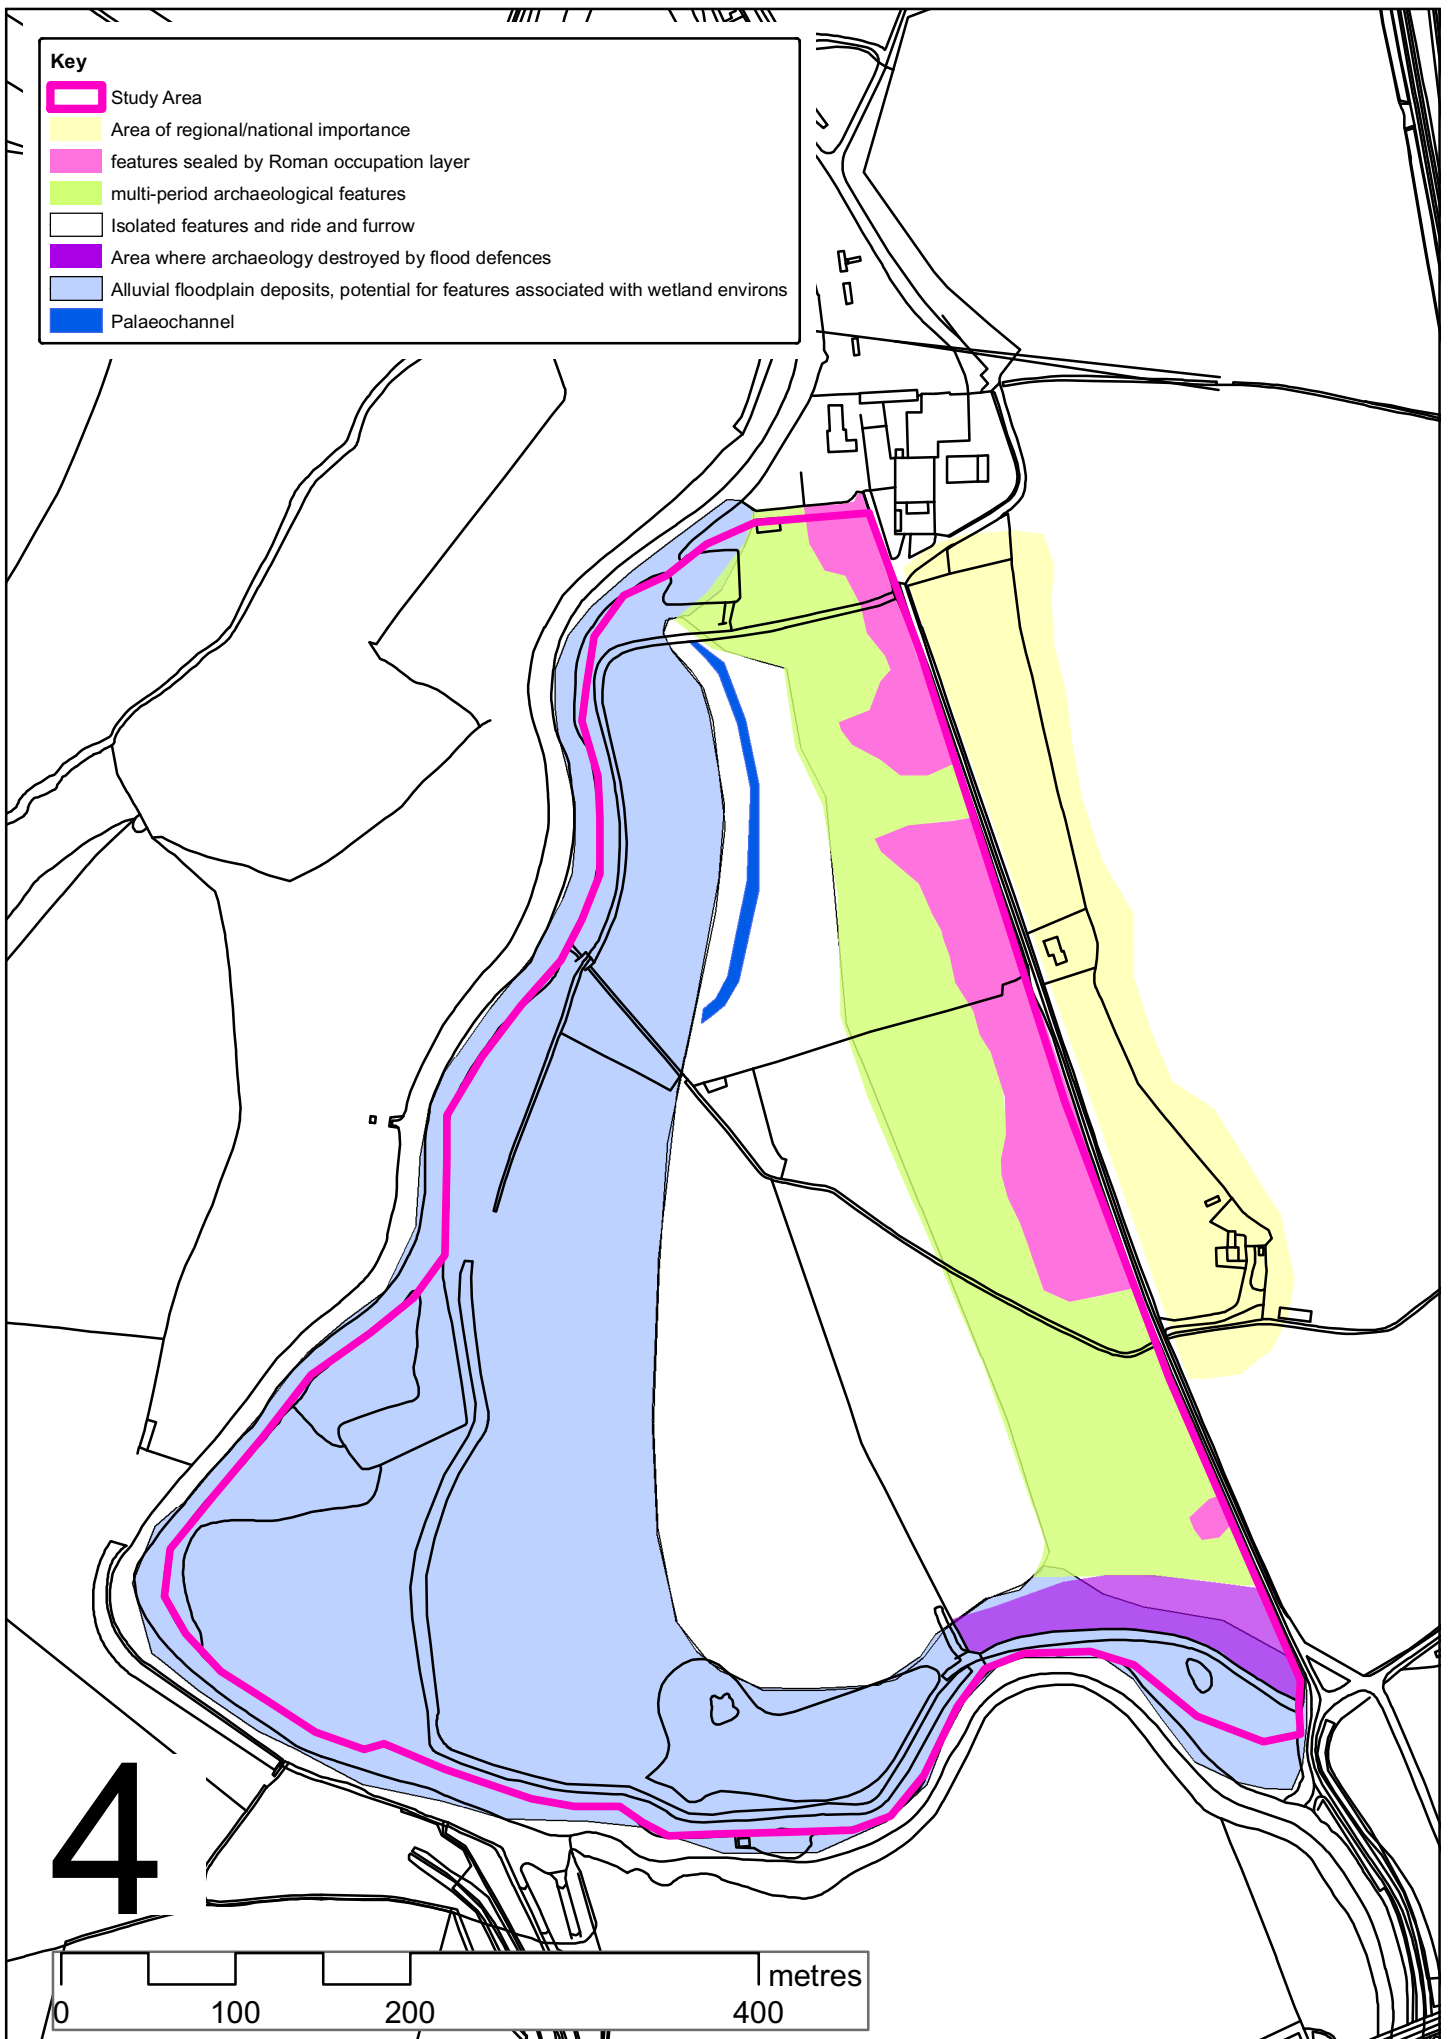 Key
Study Area
Area of regional/national importance
features sealed by Roman occupation layer
multi-period archaeological features
Isolated features and ride and furrow
Area where archaeology destroyed by flood defences
Alluvial floodplain deposits, potential for features associated with wetland environs
Palaeochannel
4
metres
0 100 200 400